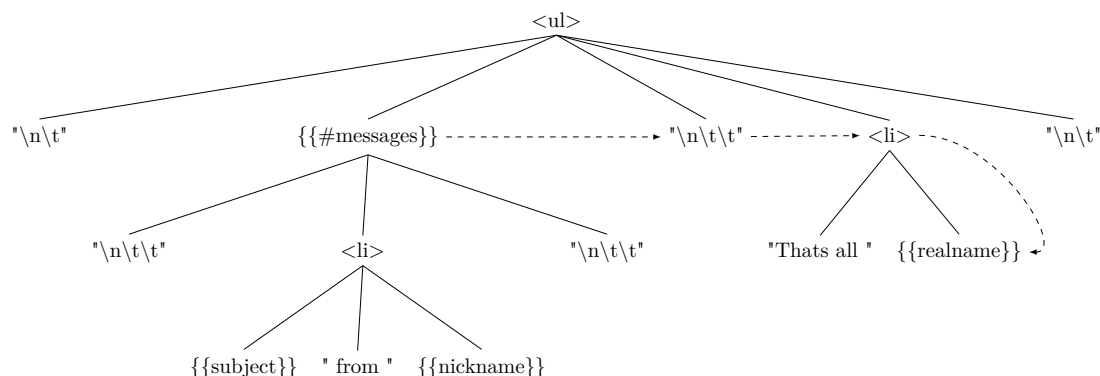 <ul>
"\n\t" {{#messages}} "\n\t\t" <li> "\n\t"
"\n\t\t" <li> "\n\t\t" "Thats all " {{realname}}
{{subject}} " from " {{nickname}}